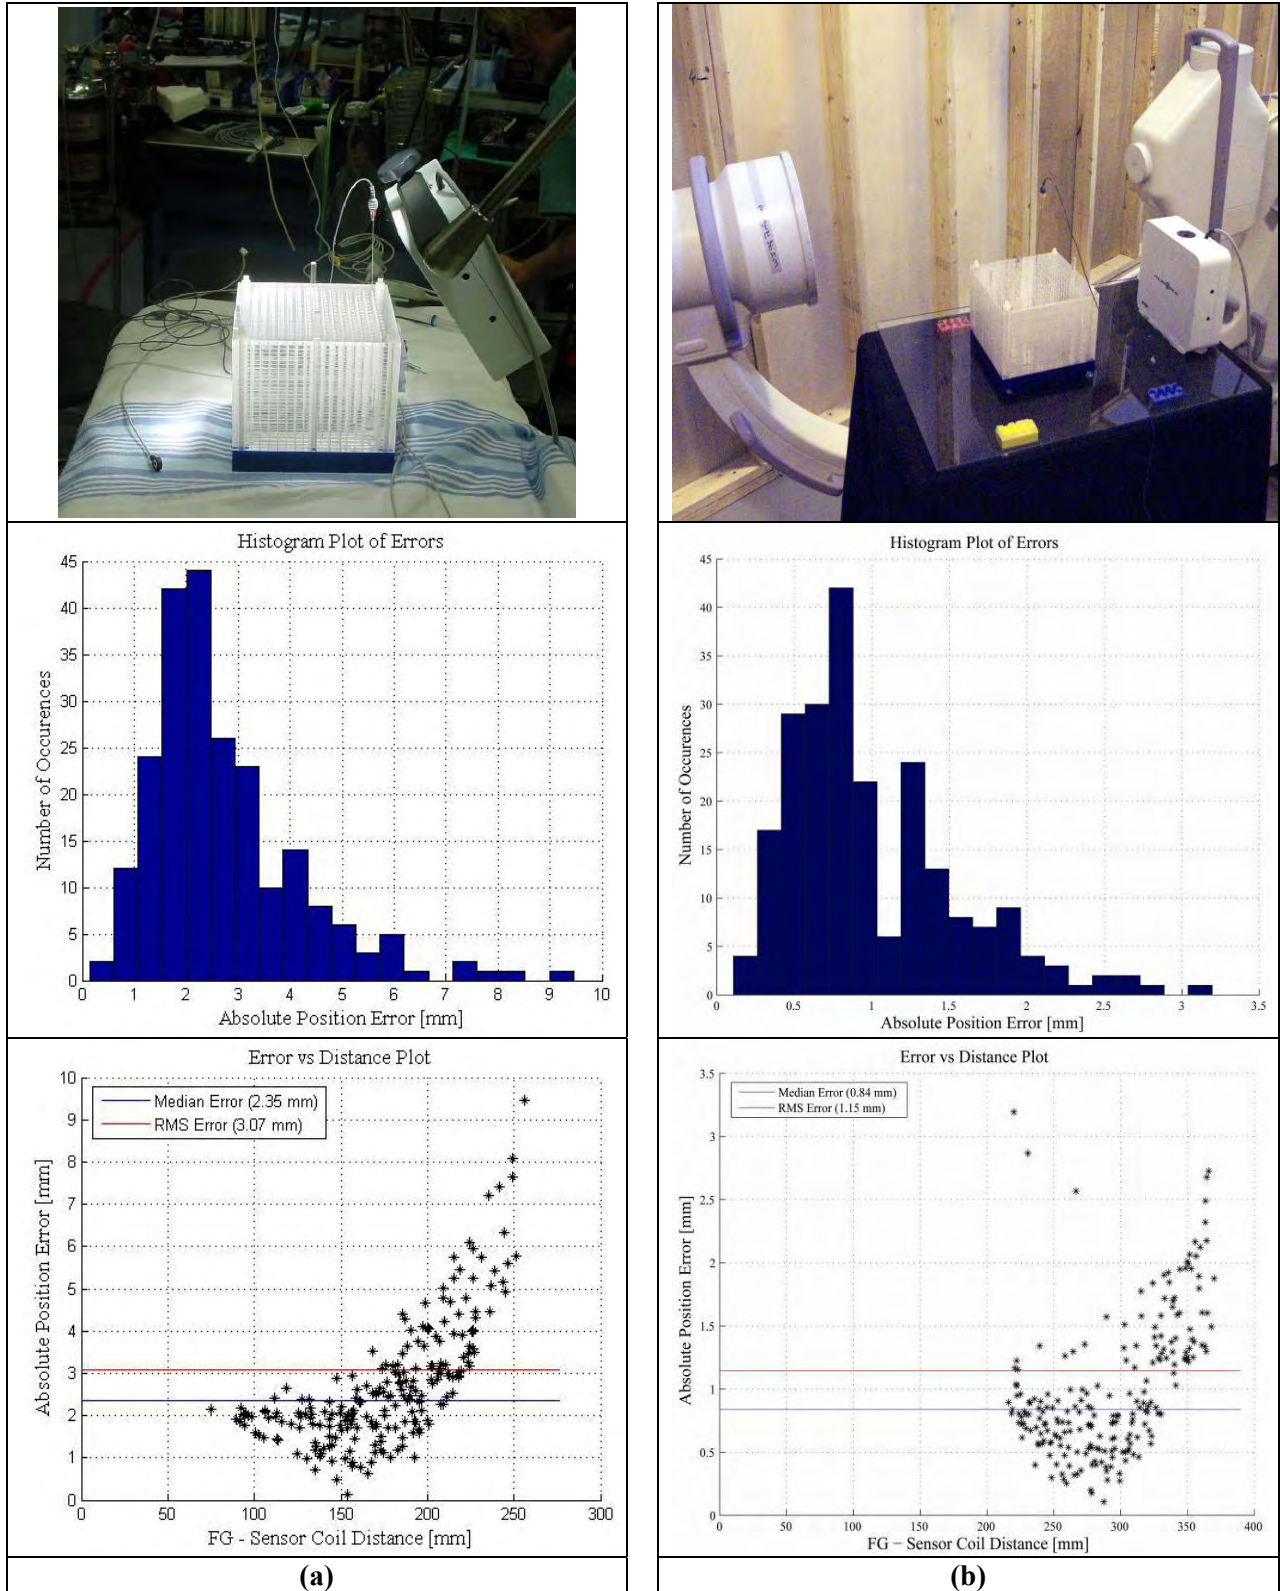 Histogram Plot of Errors
45
40
35
30
25
20
15
10
5
0
Number of Occurences
0 1 2 3 4 5 6 7 8 9 10
Absolute Position Error [mm]
Error vs Distance Plot
Median Error (2.35 mm)
RMS Error (3.07 mm)
10
9
8
7
6
5
4
3
2
1
0
Absolute Position Error [mm]
0 50 100 150 200 250 300
FG - Sensor Coil Distance [mm]
(a)
Histogram Plot of Errors
45
40
35
30
25
20
15
10
5
0
Number of Occurences
0 0.5 1 1.5 2 2.5 3 3.5
Absolute Position Error [mm]
Error vs Distance Plot
Median Error (0.84 mm)
RMS Error (1.15 mm)
3.5
3
2.5
2
1.5
1
0.5
0
Absolute Position Error [mm]
0 50 100 150 200 250 300 350 400
FG − Sensor Coil Distance [mm]
(b)